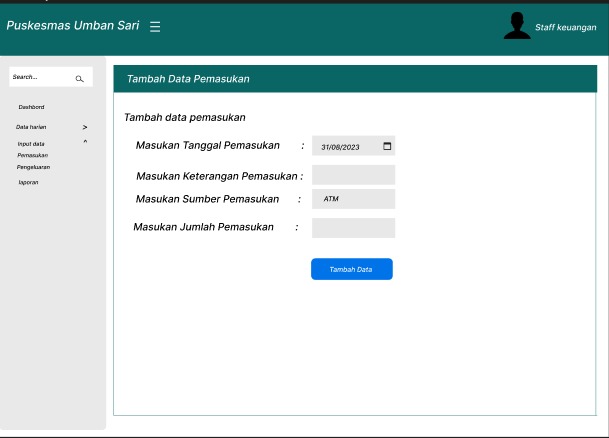 Puskesmas Umban Sari
Staff keuangan
Search...
Dashbord
Data harian >
Input data ^
Pemasukan
Pengeluaran
laporan
Tambah Data Pemasukan
Tambah data pemasukan
Masukan Tanggal Pemasukan : 31/08/2023
Masukan Keterangan Pemasukan :
Masukan Sumber Pemasukan : ATM
Masukan Jumlah Pemasukan :
Tambah Data